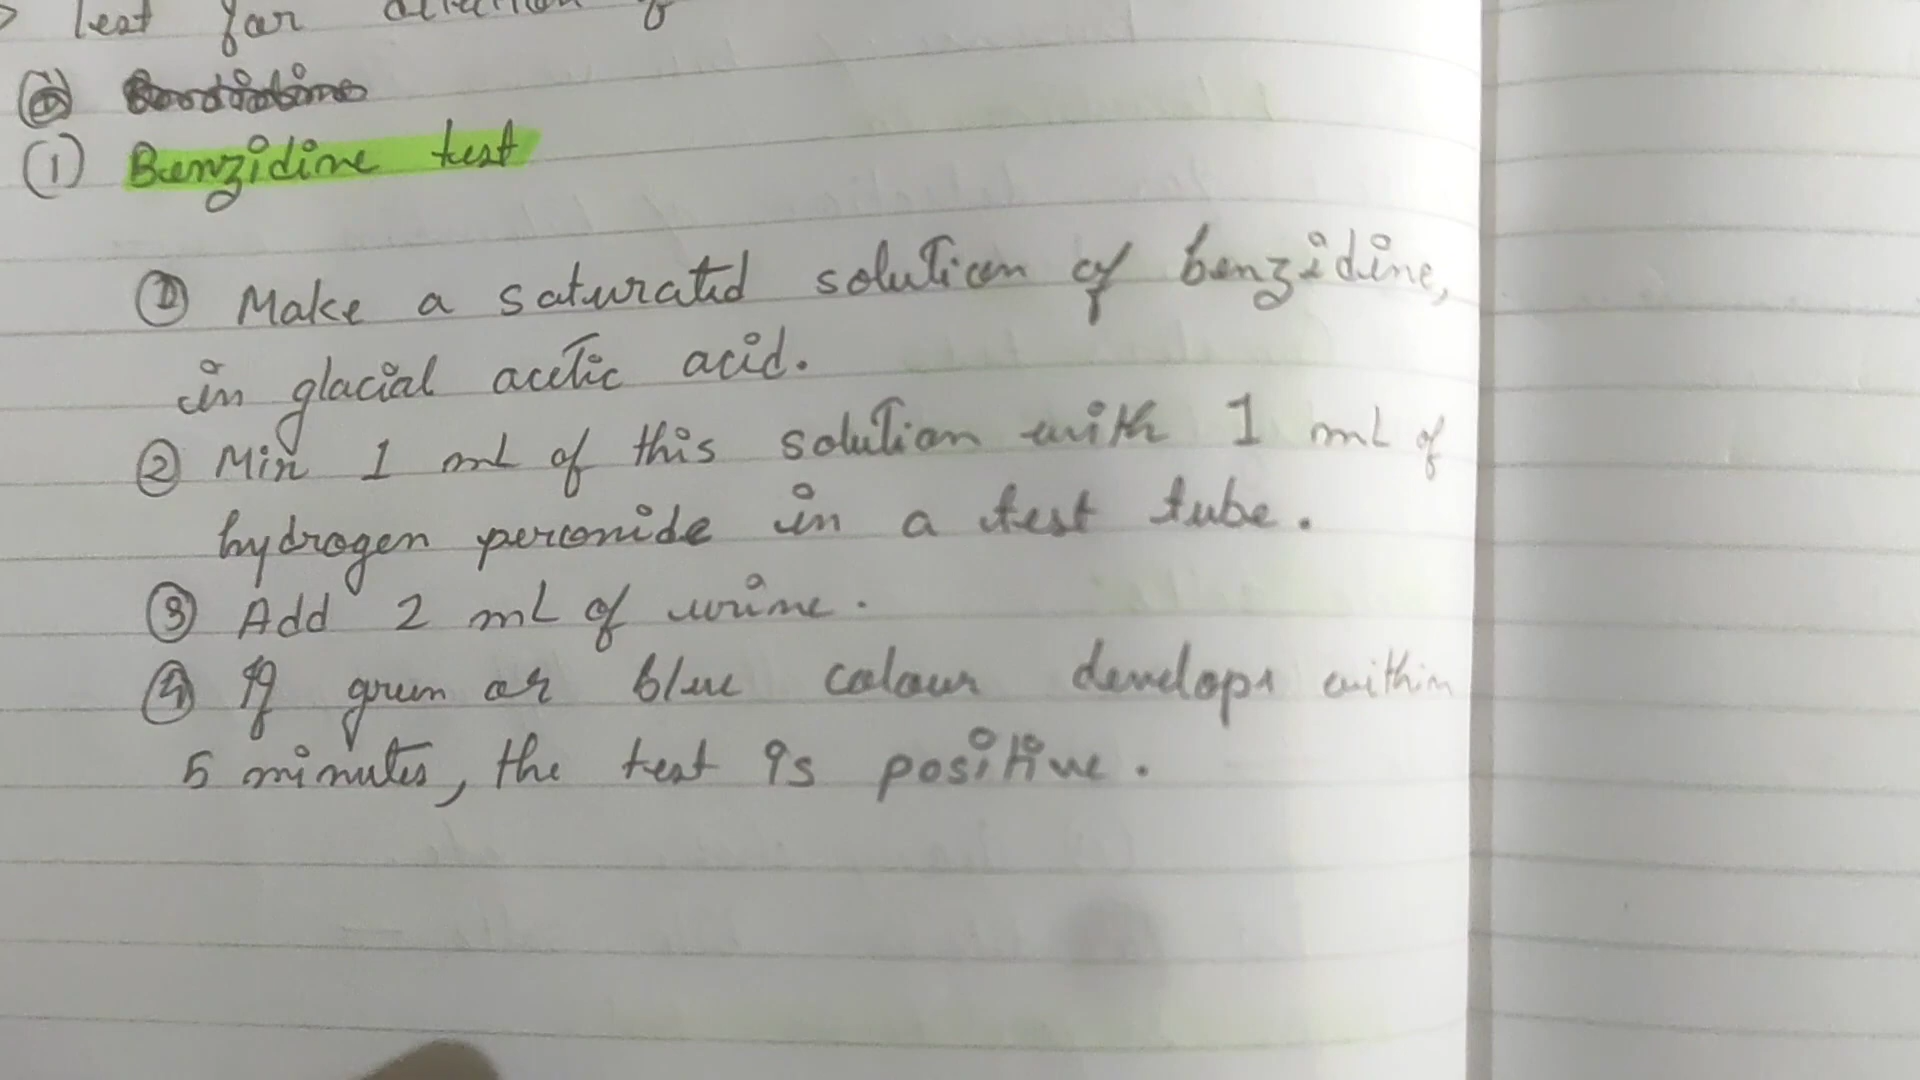 Test for
(1) Benzidine test
① Make a saturated solution of benzidine,
in glacial acetic acid.
② Mix 1 ml of this solution with 1 mL of
hydrogen peroxide in a test tube.
③ Add 2 mL of urine.
④ If green or blue colour develops within
5 minutes, the test is positive.